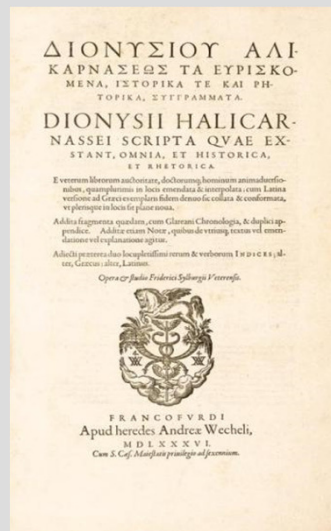 ΔΙΟΝΥΣΙΟΥ ΑΛΙ-
ΚΑΡΝΑΣΕΩΣ ΤΑ ΕΥΡΙΣΚΟ-
ΜΕΝΑ, ΙΣΤΟΡΙΚΑ ΤΕ ΚΑΙ ΡΗ-
ΤΟΡΙΚΑ, ΣΥΓΓΡΑΜΜΑΤΑ.
DIONYSII HALICAR-
NASSEI SCRIPTA QVAE EX-
STANT, OMNIA, ET HISTORICA,
ET RHETORICA.
E veterum librorum auctoritate, doctorumq; hominum animaduersio-
nibus, quamplurimis in locis emendata & interpolata: cum Latina
versione ad Græci exemplaris fidem denuo sic collata & conformata,
vt plerisque in locis sit plane noua.
Addita fragmenta quædam, cum Glareani Chronologia, & duplici ap-
pendice. Additæ etiam Notæ, quibus de vtriusq; textus vel emen-
datione vel explanatione agitur.
Adiecti præterea duo locupletissimi rerum & verborum INDICES; al-
ter, Græcus: alter, Latinus.
Opera & studio Friderici Sylburgii Veterensis.
FRANCOFVRDI
Apud heredes Andreæ Wecheli,
MDLXXXVI.
Cum S. Cæs. Maiestatis priuilegio ad sexennium.